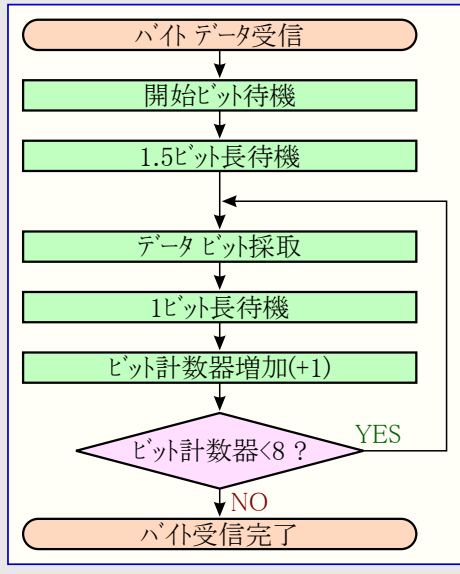 バイト データ受信
開始ビット待機
1.5ビット長待機
データ ビット採取
1ビット長待機
ビット計数器増加(+1)
ビット計数器<8 ?
YES
NO
バイト受信完了